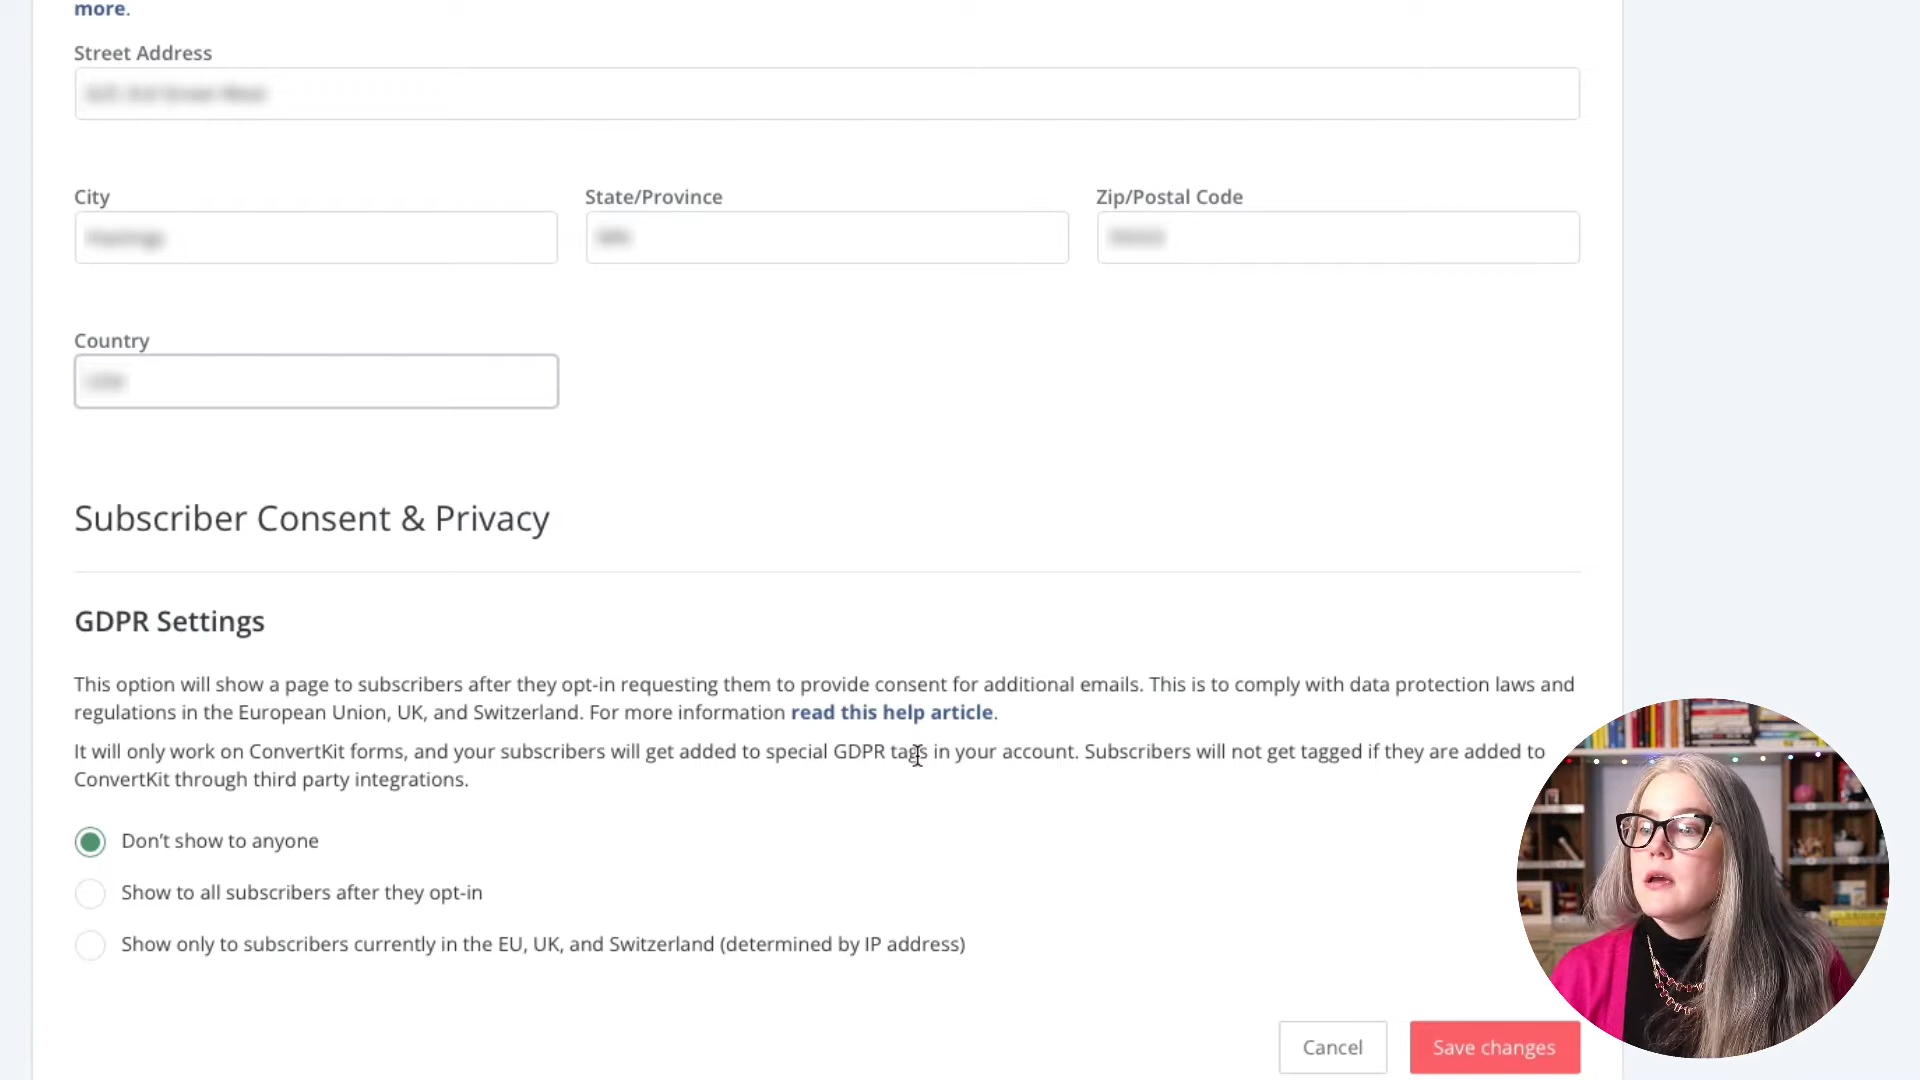 more.
Street Address
City State/Province Zip/Postal Code
Country
Subscriber Consent & Privacy
GDPR Settings
This option will show a page to subscribers after they opt-in requesting them to provide consent for additional emails. This is to comply with data protection laws and
regulations in the European Union, UK, and Switzerland. For more information read this help article.
It will only work on ConvertKit forms, and your subscribers will get added to special GDPR tags in your account. Subscribers will not get tagged if they are added to
ConvertKit through third party integrations.
Don't show to anyone
Show to all subscribers after they opt-in
Show only to subscribers currently in the EU, UK, and Switzerland (determined by IP address)
Cancel Save changes